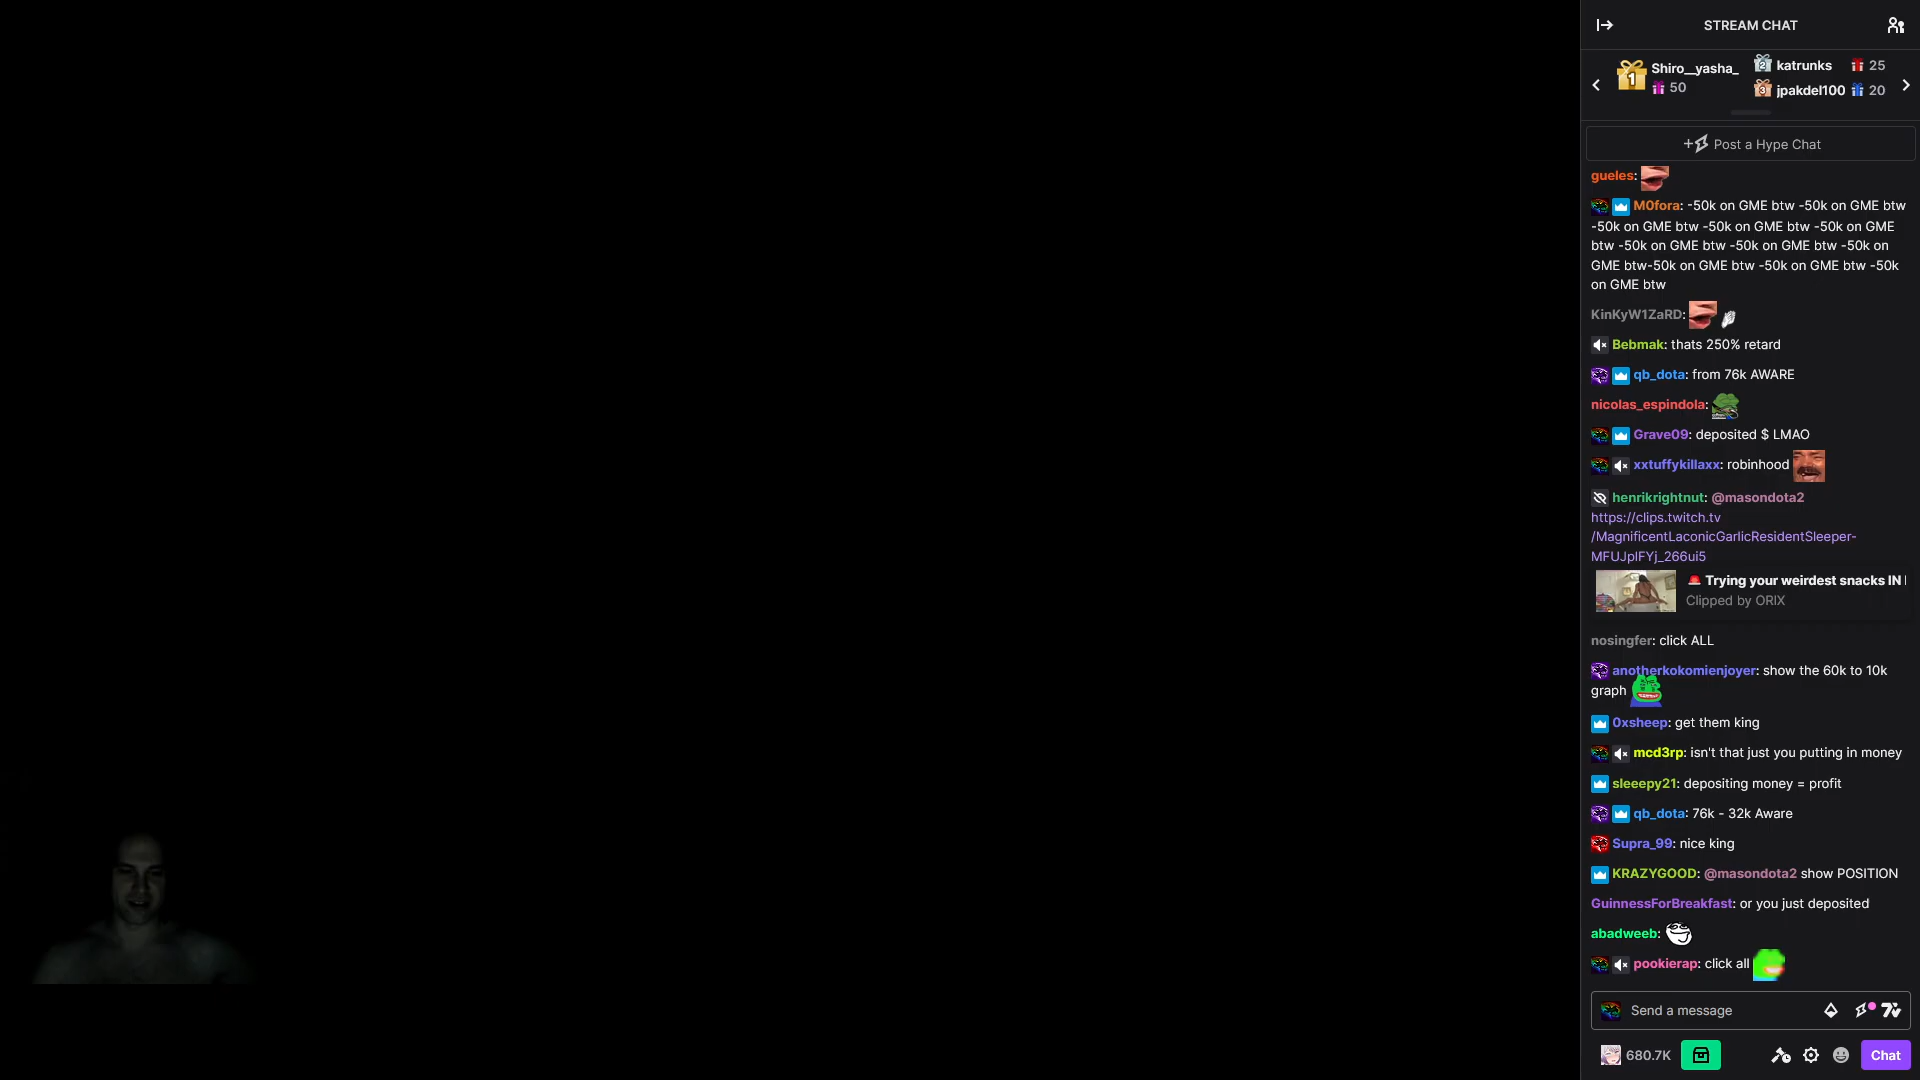 STREAM CHAT
1 Shiro__yasha_ 50
2 katrunks 25
3 jpakdel100 20
Post a Hype Chat
gueles:
M0fora: -50k on GME btw -50k on GME btw
-50k on GME btw -50k on GME btw -50k on GME
btw -50k on GME btw -50k on GME btw -50k on
GME btw-50k on GME btw -50k on GME btw -50k
on GME btw
KinKyW1ZaRD:
Bebmak: thats 250% retard
qb_dota: from 76k AWARE
nicolas_espindola:
Grave09: deposited $ LMAO
xxtuffykillaxx: robinhood
henrikrightnut: @masondota2
https://clips.twitch.tv
/MagnificentLaconicGarlicResidentSleeper-
MFUJplFYj_266ui5
Trying your weirdest snacks IN
Clipped by ORIX
nosingfer: click ALL
anotherkokomienjoyer: show the 60k to 10k
graph
0xsheep: get them king
mcd3rp: isn't that just you putting in money
sleeepy21: depositing money = profit
qb_dota: 76k - 32k Aware
Supra_99: nice king
KRAZYGOOD: @masondota2 show POSITION
GuinnessForBreakfast: or you just deposited
abadweeb:
pookierap: click all
Send a message
680.7K
Chat